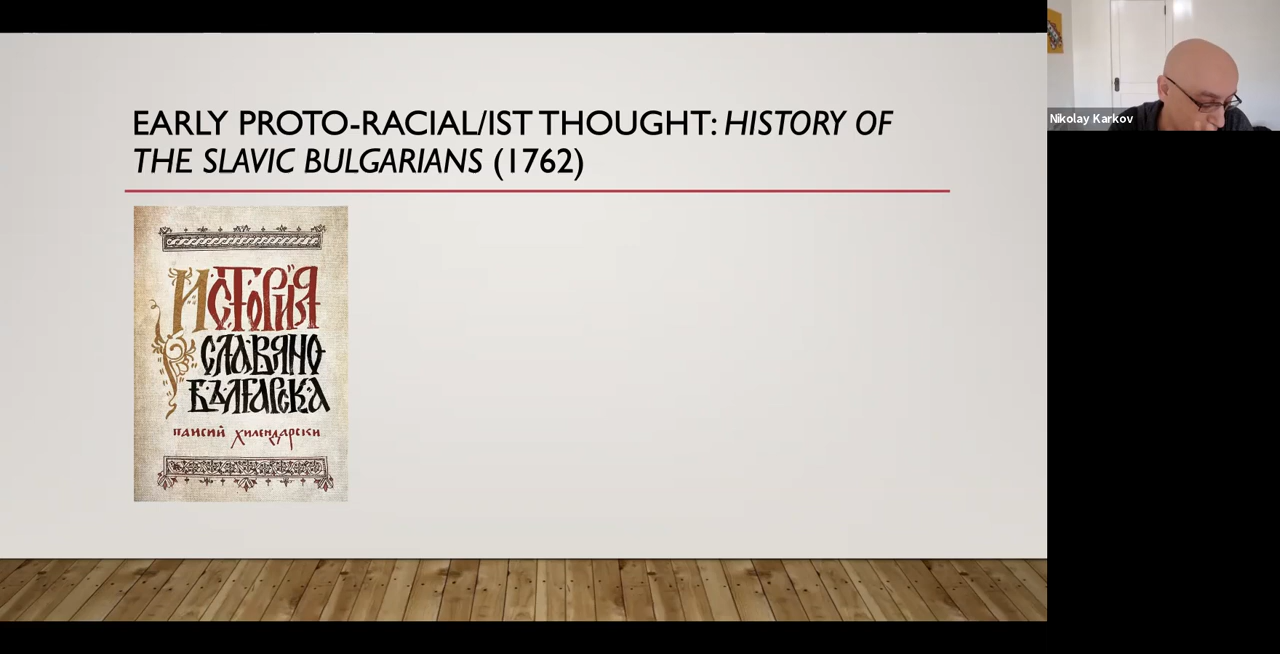 EARLY PROTO-RACIAL/IST THOUGHT: HISTORY OF
THE SLAVIC BULGARIANS (1762)
ИСТОРИЯ
СЛАВЯНО
БЪЛГАРСКА
ПАИСИЙ ХИЛЕНДАРСКИ
Nikolay Karkov